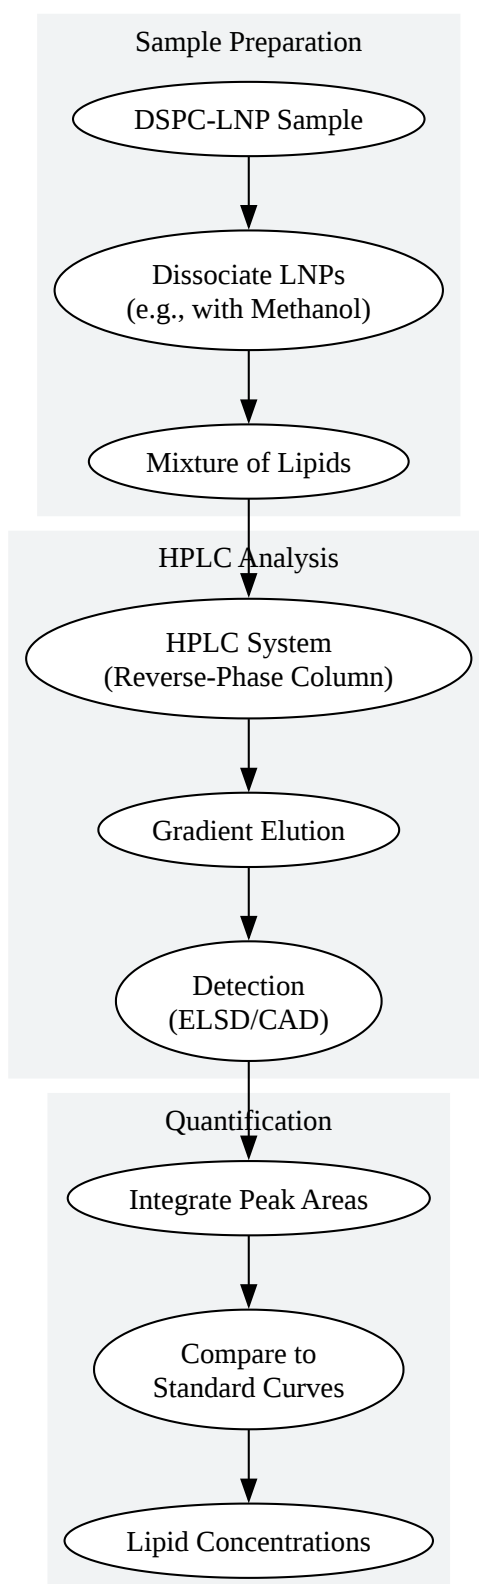 Sample Preparation
DSPC-LNP Sample
Dissociate LNPs
(e.g., with Methanol)
Mixture of Lipids
HPLC Analysis
HPLC System
(Reverse-Phase Column)
Gradient Elution
Detection
(ELSD/CAD)
Quantification
Integrate Peak Areas
Compare to
Standard Curves
Lipid Concentrations